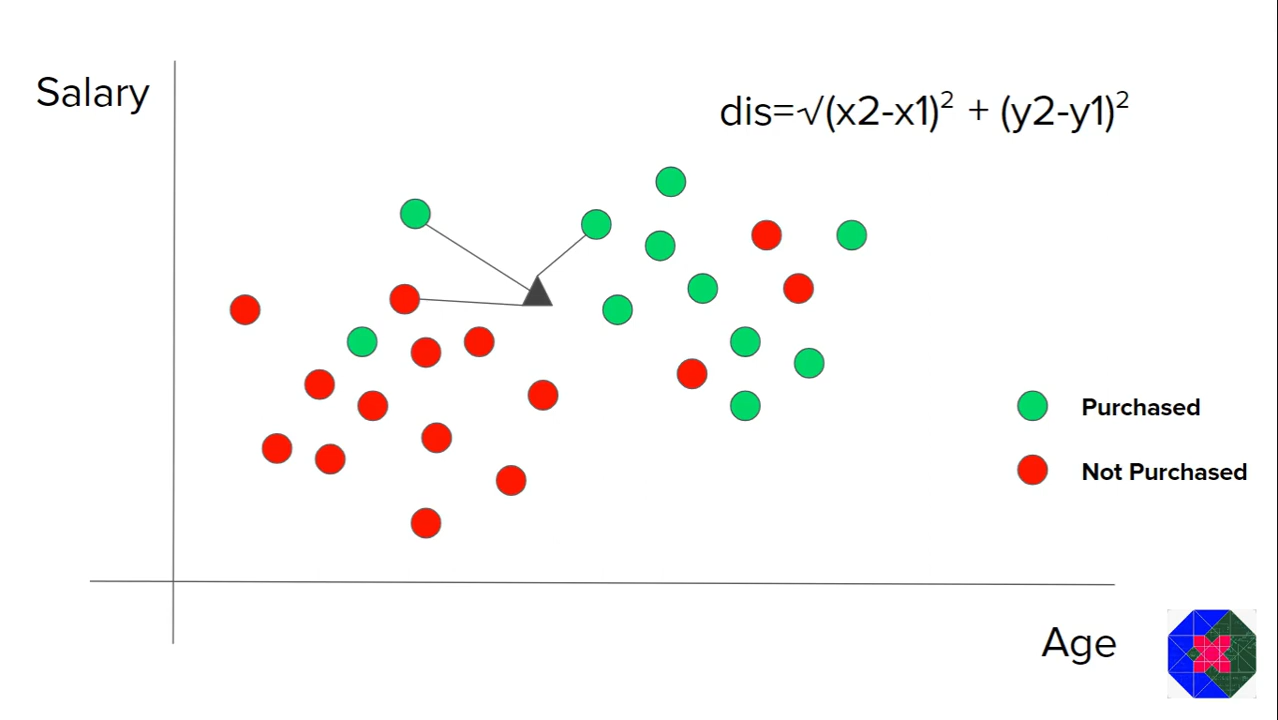 Salary
dis=√(x2-x1)² + (y2-y1)²
Purchased
Not Purchased
Age